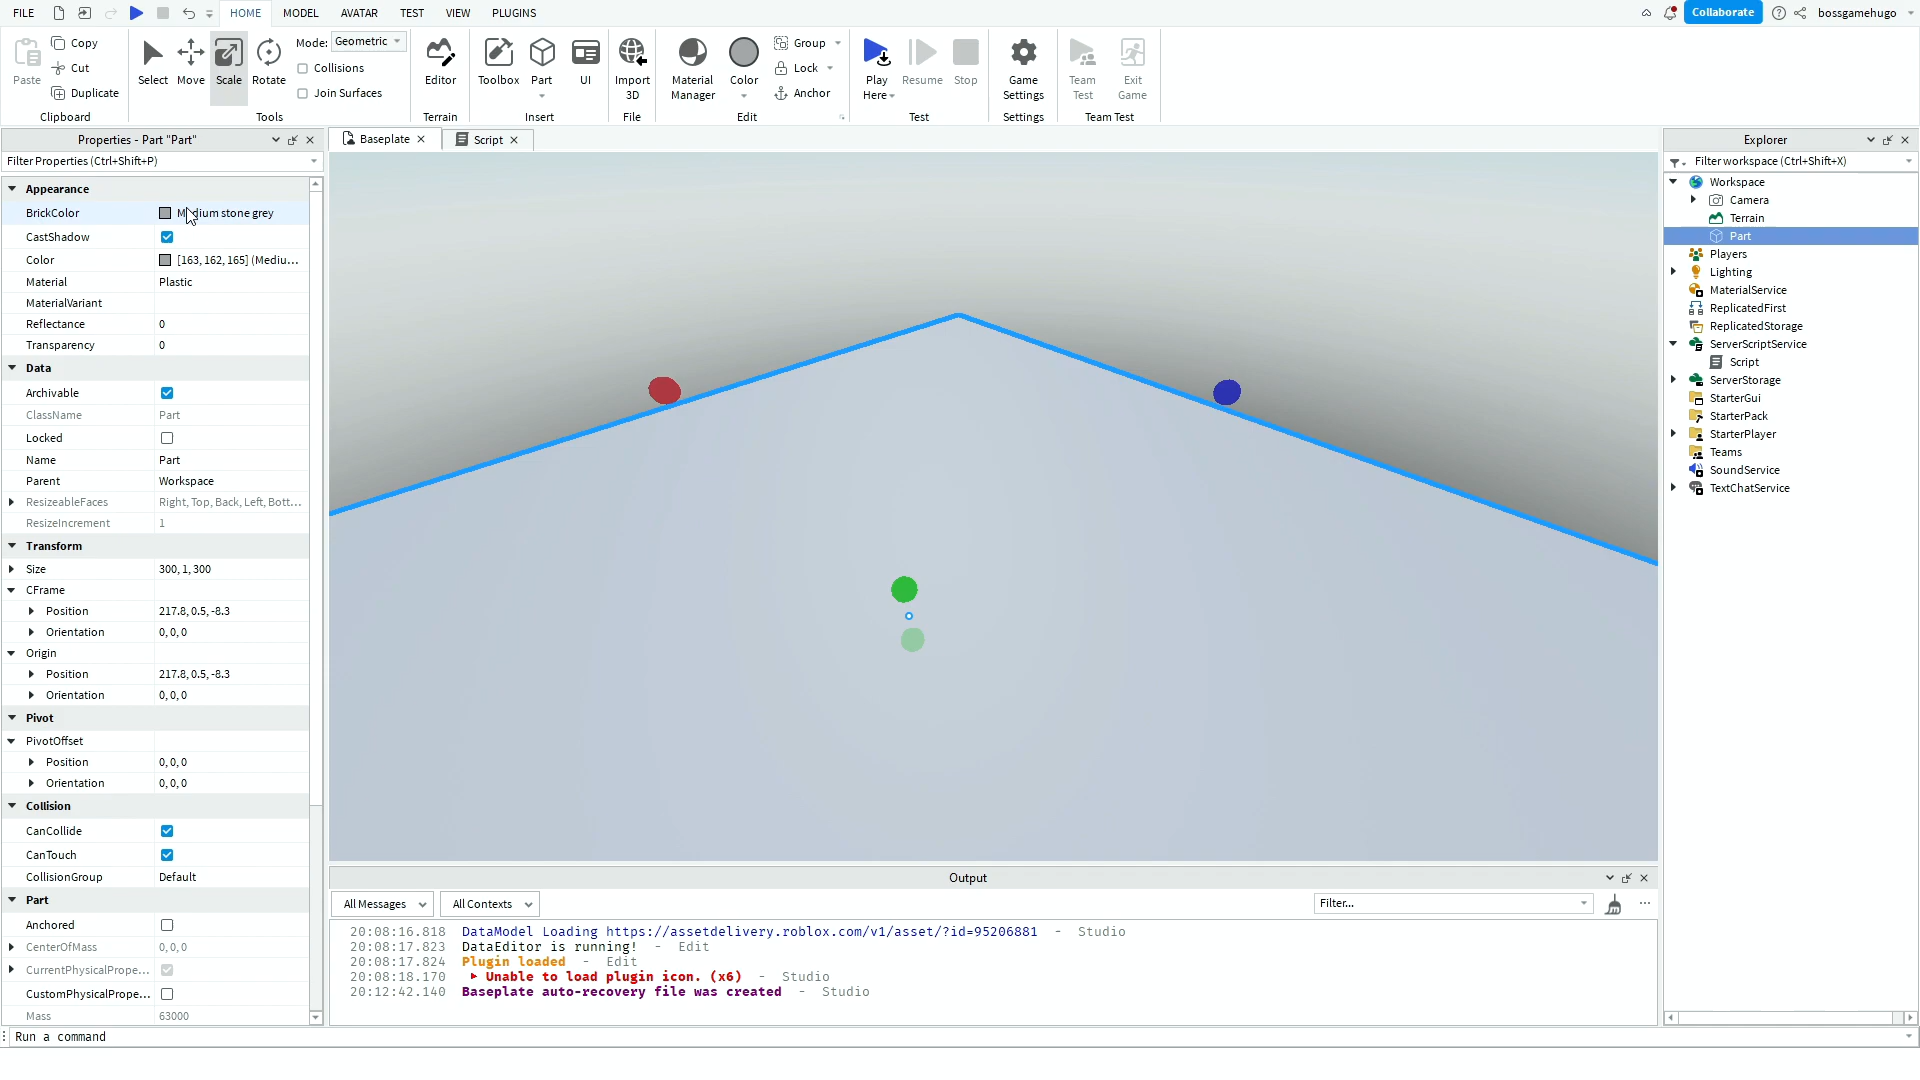 FILE HOME MODEL AVATAR TEST VIEW PLUGINS Collaborate bossgamehugo
Paste Copy Cut Duplicate Clipboard
Select Move Scale Rotate Mode: Geometric Collisions Join Surfaces Tools
Editor Terrain
Toolbox Part UI Insert
Import 3D File
Material Manager Color Group Lock Anchor Edit
Play Here Resume Stop Test
Game Settings Settings
Team Test Exit Game Team Test
Properties - Part "Part"
Filter Properties (Ctrl+Shift+P)
Appearance
BrickColor Medium stone grey
CastShadow
Color [163, 162, 165] (Mediu...
Material Plastic
MaterialVariant
Reflectance 0
Transparency 0
Data
Archivable
ClassName Part
Locked
Name Part
Parent Workspace
ResizeableFaces Right, Top, Back, Left, Bott...
ResizeIncrement 1
Transform
Size 300, 1, 300
CFrame
Position 217.8, 0.5, -8.3
Orientation 0, 0, 0
Origin
Position 217.8, 0.5, -8.3
Orientation 0, 0, 0
Pivot
PivotOffset
Position 0, 0, 0
Orientation 0, 0, 0
Collision
CanCollide
CanTouch
CollisionGroup Default
Part
Anchored
CenterOfMass 0, 0, 0
CurrentPhysicalPrope...
CustomPhysicalPrope...
Mass 63000
Baseplate Script
Output
All Messages All Contexts Filter...
20:08:16.818 DataModel Loading https://assetdelivery.roblox.com/v1/asset/?id=95206881 - Studio
20:08:17.823 DataEditor is running! - Edit
20:08:17.824 Plugin loaded - Edit
20:08:18.170 Unable to load plugin icon. (x6) - Studio
20:12:42.140 Baseplate auto-recovery file was created - Studio
Explorer
Filter workspace (Ctrl+Shift+X)
Workspace
Camera
Terrain
Part
Players
Lighting
MaterialService
ReplicatedFirst
ReplicatedStorage
ServerScriptService
Script
ServerStorage
StarterGui
StarterPack
StarterPlayer
Teams
SoundService
TextChatService
Run a command